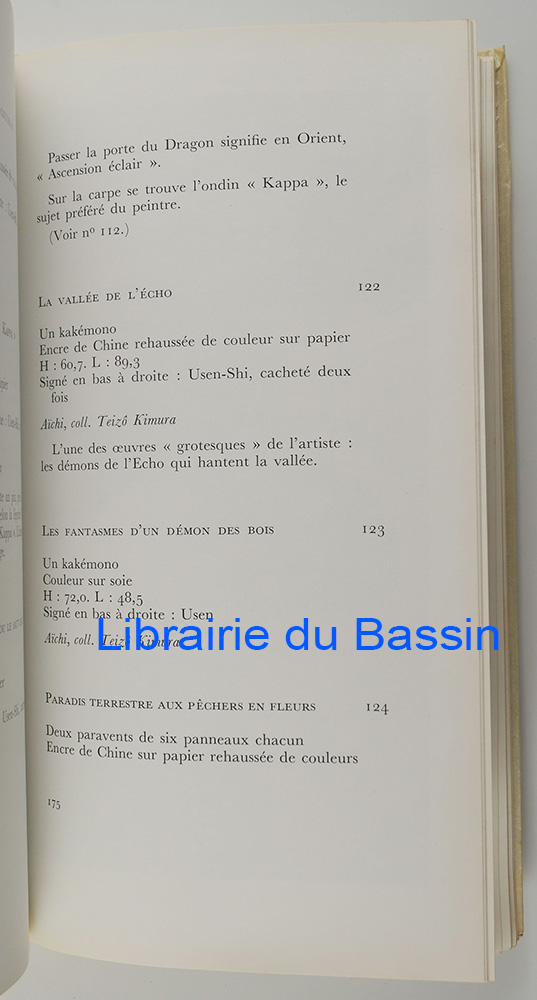 Passer la porte du Dragon signifie en Orient,
« Ascension éclair ».
Sur la carpe se trouve l'ondin « Kappa », le
sujet préféré du peintre.
(Voir nº 112.)
La vallée de l'écho 122
Un kakémono
Encre de Chine rehaussée de couleur sur papier
H : 60,7. L : 89,3
Signé en bas à droite : Usen-Shi, cacheté deux
fois
Aïchi, coll. Teizô Kimura
L'une des œuvres « grotesques » de l'artiste :
les démons de l'Echo qui hantent la vallée.
Les fantasmes d'un démon des bois 123
Un kakémono
Couleur sur soie
H : 72,0. L : 48,5
Signé en bas à droite : Usen
Aïchi, coll. Teizô Kimura
Librairie du Bassin
Paradis terrestre aux pêchers en fleurs 124
Deux paravents de six panneaux chacun
Encre de Chine sur papier rehaussée de couleurs
175